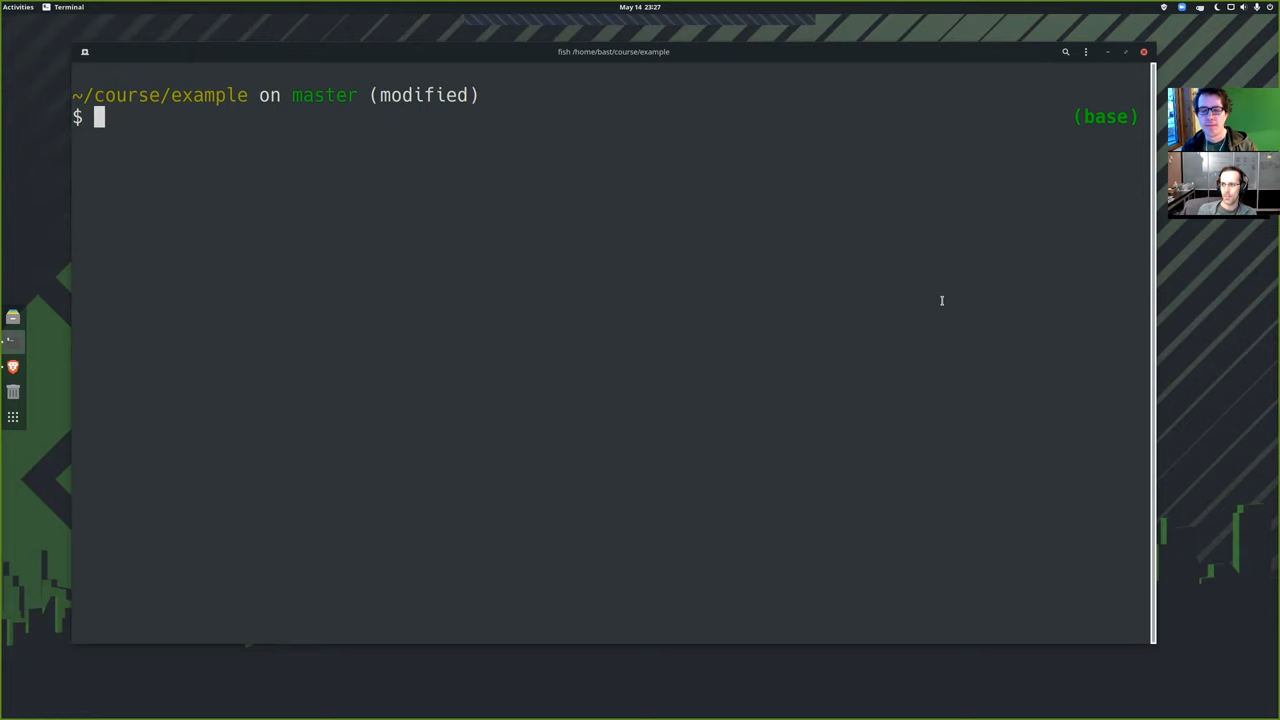 Activities Terminal May 14 23:27
fish /home/bast/course/example
~/course/example on master (modified)
$ (base)